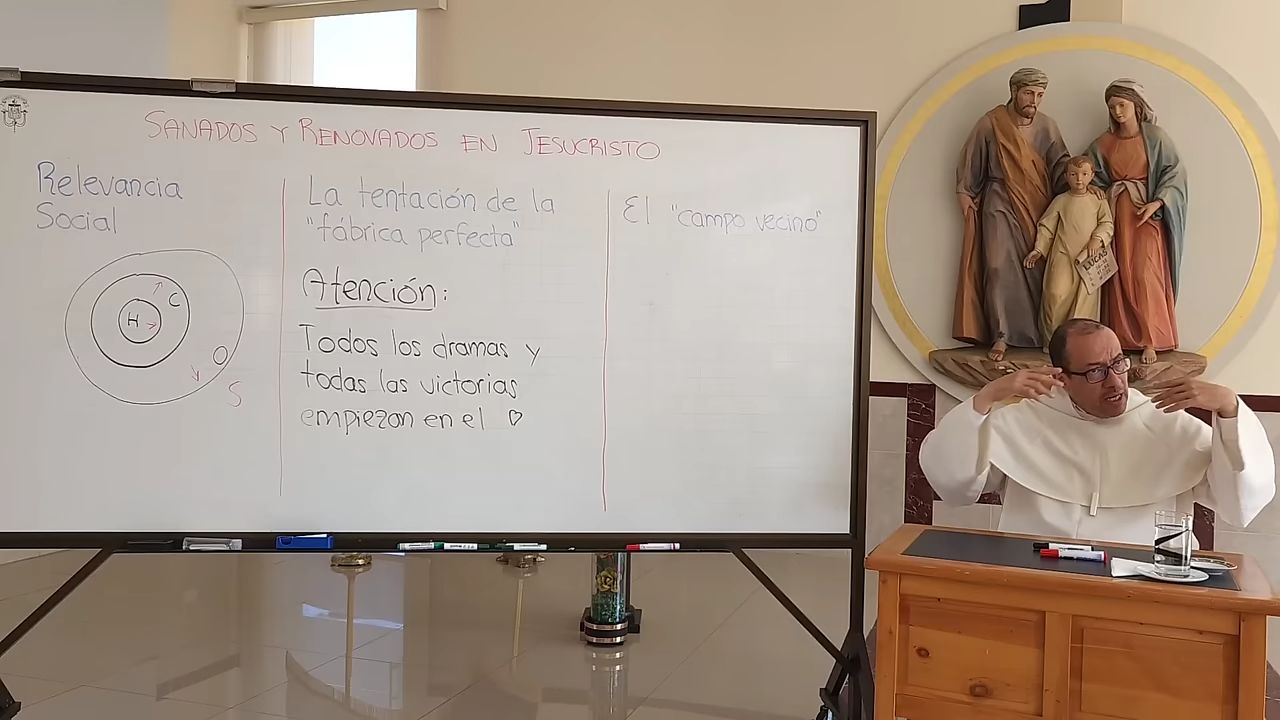 SANADOS Y RENOVADOS EN JESUCRISTO
Relevancia
Social
H
C
O
S
La tentación de la
"fábrica perfecta"
Atención:
Todos los dramas y
todas las victorias
empiezan en el ♡
El "campo vecino"
LUCAS